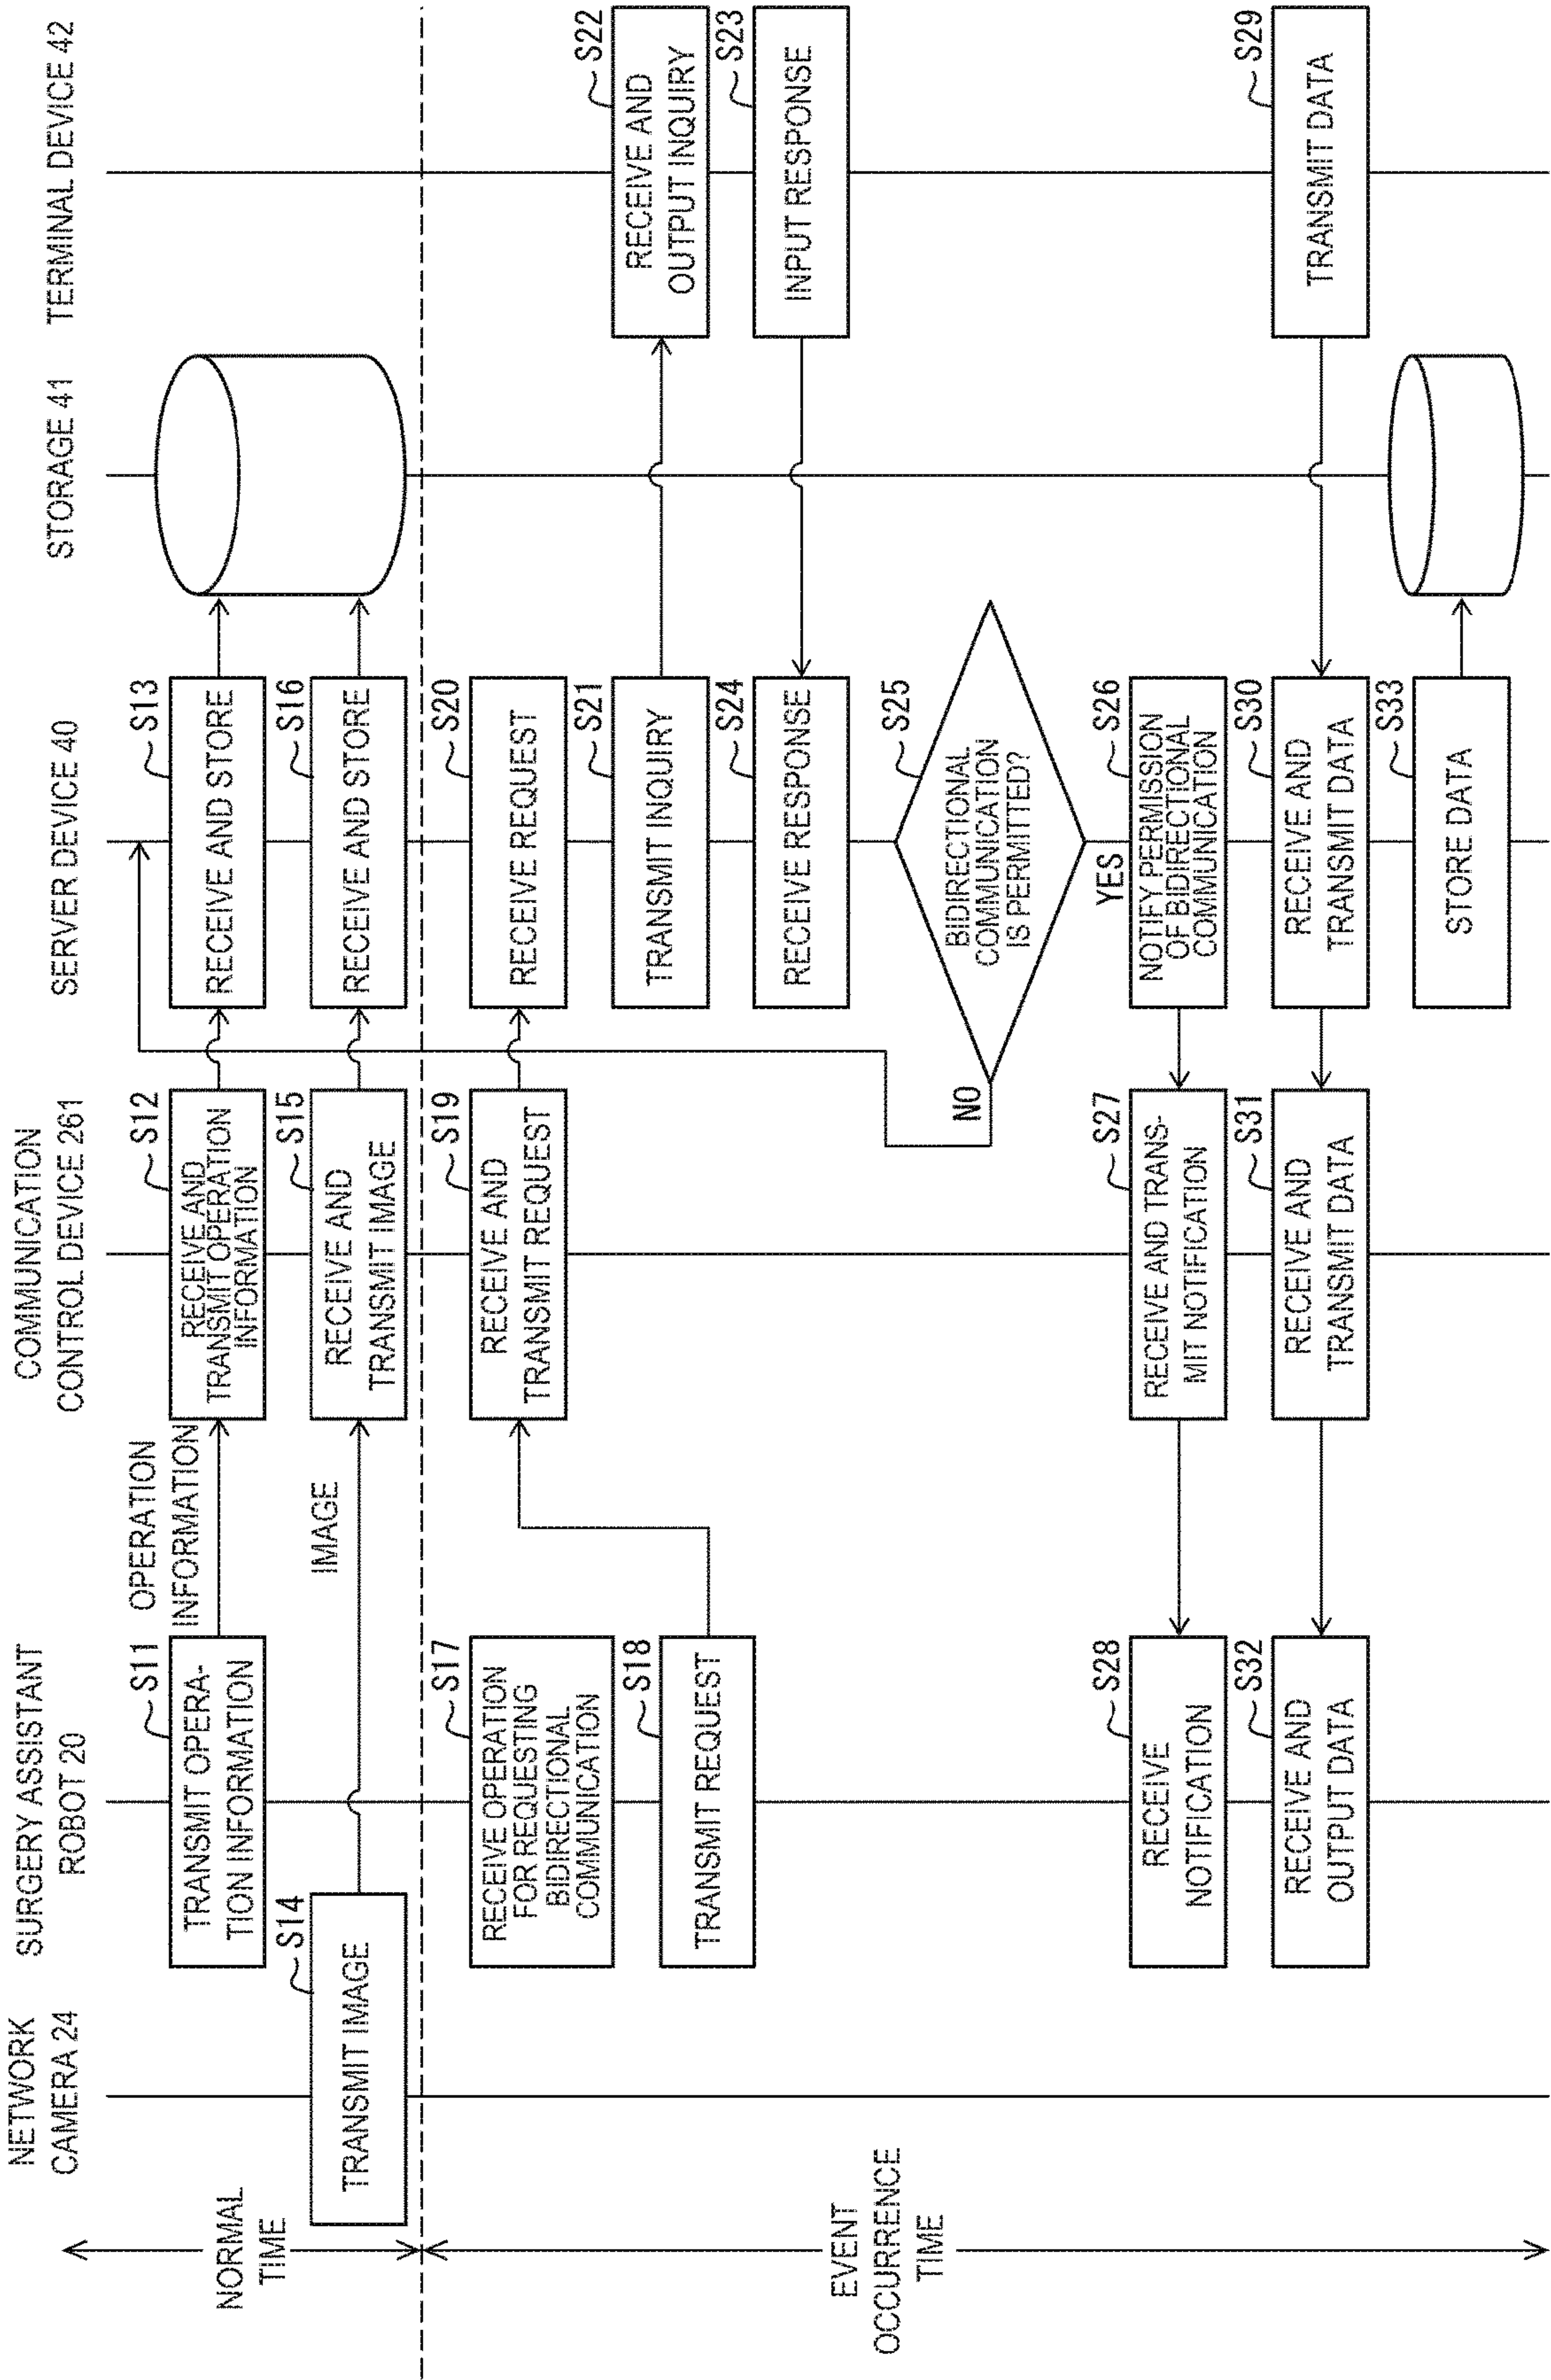 NETWORK
CAMERA 24
SURGERY ASSISTANT
ROBOT 20
COMMUNICATION
CONTROL DEVICE 261
SERVER DEVICE 40
STORAGE 41
TERMINAL DEVICE 42
NORMAL
TIME
S11
TRANSMIT OPERA-
TION INFORMATION
OPERATION
INFORMATION
S12
RECEIVE AND
TRANSMIT OPERATION
INFORMATION
S13
RECEIVE AND STORE
S14
TRANSMIT IMAGE
IMAGE
S15
RECEIVE AND
TRANSMIT IMAGE
S16
RECEIVE AND STORE
EVENT
OCCURRENCE
TIME
S17
RECEIVE OPERATION
FOR REQUESTING
BIDIRECTIONAL
COMMUNICATION
S18
TRANSMIT REQUEST
S19
RECEIVE AND
TRANSMIT REQUEST
S20
RECEIVE REQUEST
S21
TRANSMIT INQUIRY
S22
RECEIVE AND
OUTPUT INQUIRY
S23
INPUT RESPONSE
S24
RECEIVE RESPONSE
S25
BIDIRECTIONAL
COMMUNICATION
IS PERMITTED?
NO
YES
S26
NOTIFY PERMISSION
OF BIDIRECTIONAL
COMMUNICATION
S27
RECEIVE AND TRANS-
MIT NOTIFICATION
S28
RECEIVE
NOTIFICATION
S29
TRANSMIT DATA
S30
RECEIVE AND
TRANSMIT DATA
S31
RECEIVE AND
TRANSMIT DATA
S32
RECEIVE AND
OUTPUT DATA
S33
STORE DATA